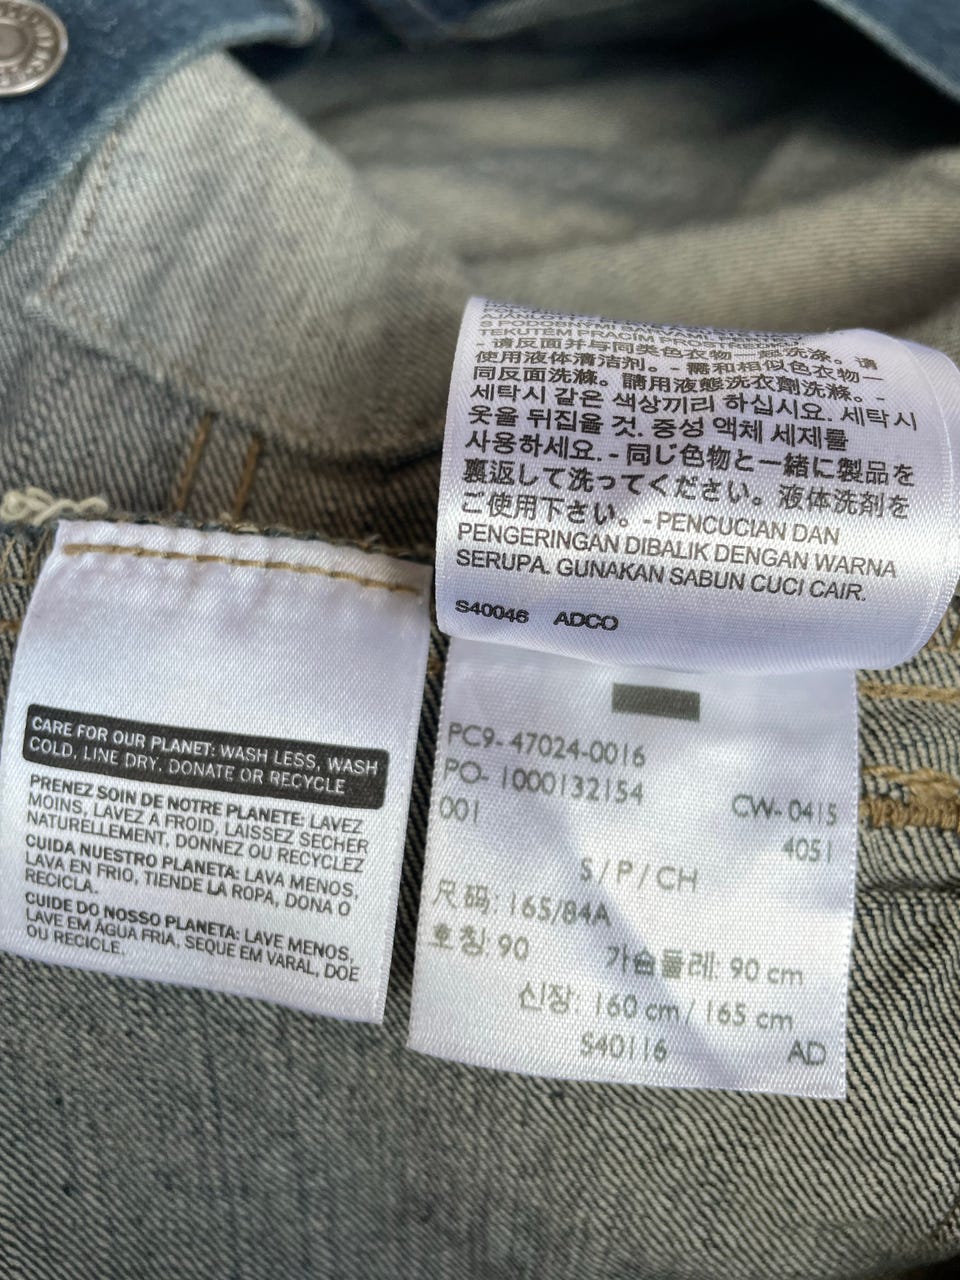 CARE FOR OUR PLANET: WASH LESS, WASH
COLD, LINE DRY. DONATE OR RECYCLE
PRENEZ SOIN DE NOTRE PLANETE: LAVEZ
MOINS, LAVEZ A FROID, LAISSEZ SECHER
NATURELLEMENT, DONNEZ OU RECYCLEZ
CUIDA NUESTRO PLANETA: LAVA MENOS,
LAVA EN FRIO, TIENDE LA ROPA, DONA O
RECICLA.
CUIDE DO NOSSO PLANETA: LAVE MENOS,
LAVE EM ÁGUA FRIA, SEQUE EM VARAL, DOE
OU RECICLE.
S PODOBNÝMI
TEKUTÉM PRACÍM
- 请反面并与同类色衣物一起洗涤。请
使用液体清洁剂。- 需和相似色衣物一
同反面洗滌。請用液態洗衣劑洗滌。-
세탁시 같은 색상끼리 하십시요. 세탁시
옷을 뒤집을 것. 중성 액체 세제를
사용하세요. - 同じ色物と一緒に製品を
裏返して洗ってください。液体洗剤を
ご使用下さい。- PENCUCIAN DAN
PENGERINGAN DIBALIK DENGAN WARNA
SERUPA. GUNAKAN SABUN CUCI CAIR.
S40046 ADCO
PC9- 47024-0016
PO- 1000132154
CW- 0415
001
4051
S / P / CH
尺码: 165/84A
호칭: 90 가슴둘레: 90 cm
신장: 160 cm / 165 cm
S40116 AD